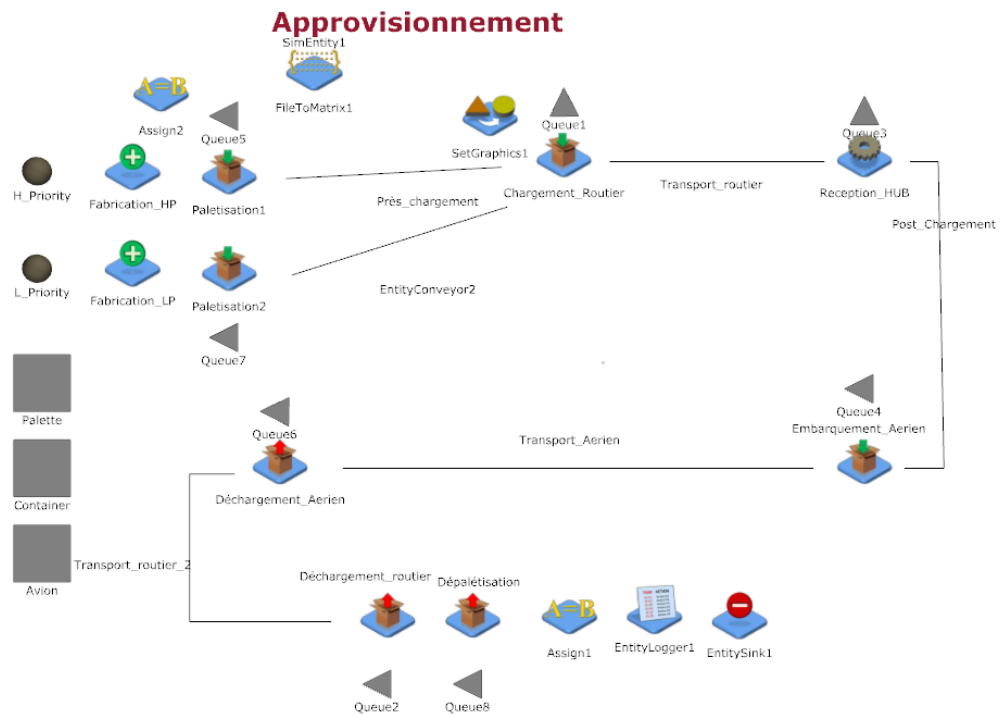 Approvisionnement
SimEntity1
FileToMatrix1
A=B
Assign2
Queue5
SetGraphics1
Queue1
Queue3
H_Priority
Fabrication_HP
Paletisation1
Près_chargement
Chargement_Routier
Transport_routier
Reception_HUB
Post_Chargement
L_Priority
Fabrication_LP
Paletisation2
EntityConveyor2
Queue7
Palette
Queue6
Transport_Aerien
Queue4
Embarquement_Aerien
Container
Déchargement_Aerien
Avion
Transport_routier_2
Déchargement_routier
Dépalétisation
A=B
Assign1
EntityLogger1
EntitySink1
Queue2
Queue8